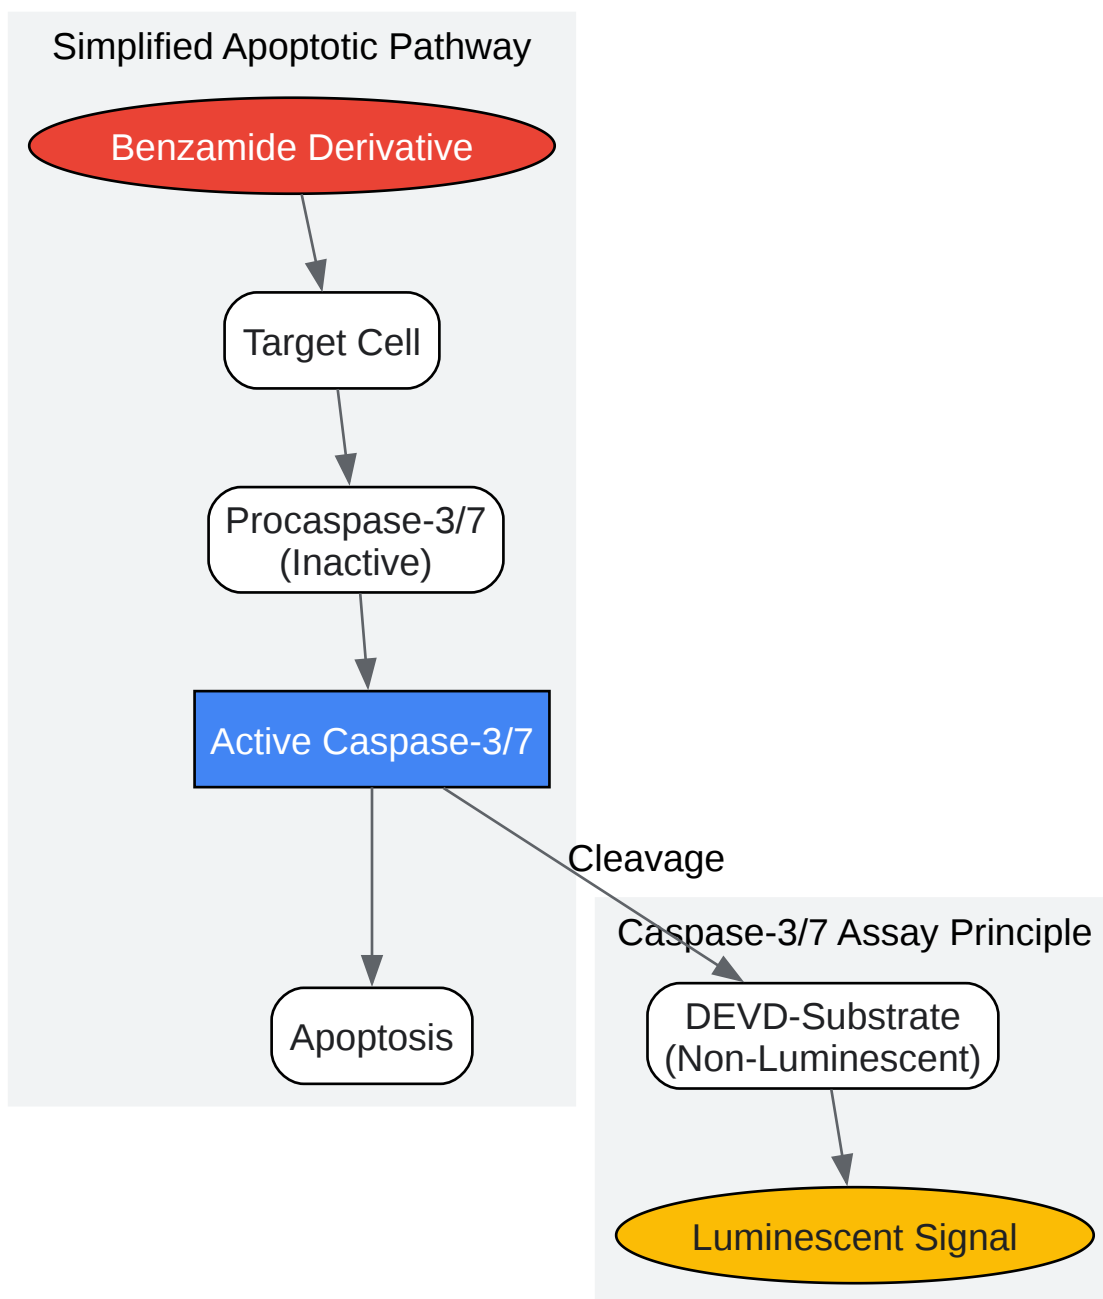 Simplified Apoptotic Pathway
Benzamide Derivative
Target Cell
Procaspase-3/7
(Inactive)
Active Caspase-3/7
Cleavage
Apoptosis
Caspase-3/7 Assay Principle
DEVD-Substrate
(Non-Luminescent)
Luminescent Signal